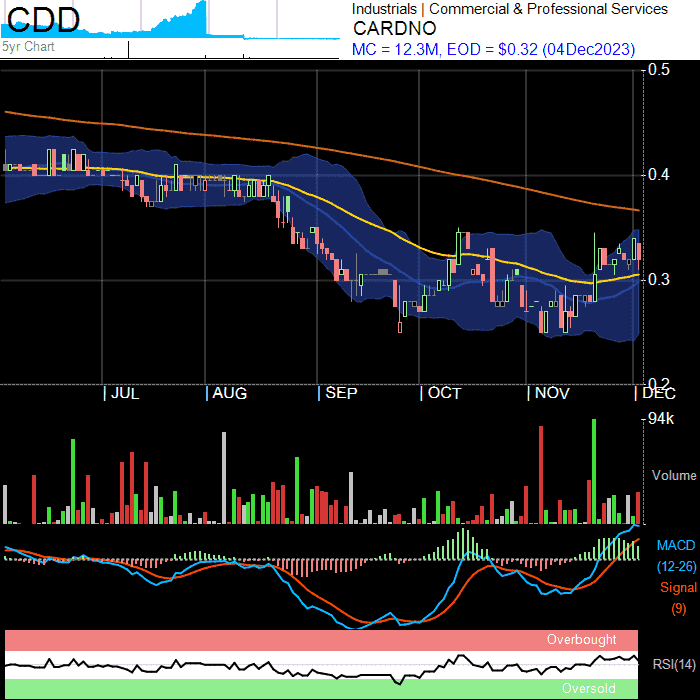 CDD
Industrials | Commercial & Professional Services
CARDNO
5yr Chart
MC = 12.3M, EOD = $0.32 (04Dec2023)
0.5
0.4
0.3
0.2
| JUL | AUG | SEP | OCT | NOV | DEC
94k
Volume
MACD
(12-26)
Signal
(9)
Overbought
RSI(14)
Oversold